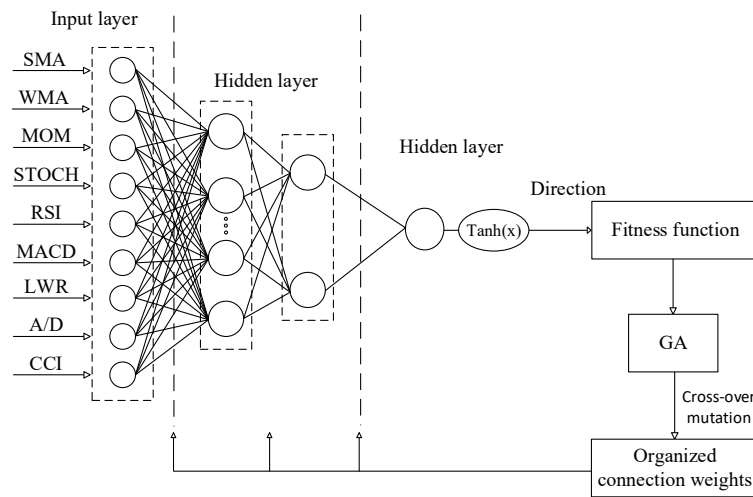 Input layer
SMA
WMA
MOM
STOCH
RSI
MACD
LWR
A/D
CCI
Hidden layer
Hidden layer
Tanh(x)
Direction
Fitness function
GA
Cross-over
mutation
Organized
connection weights